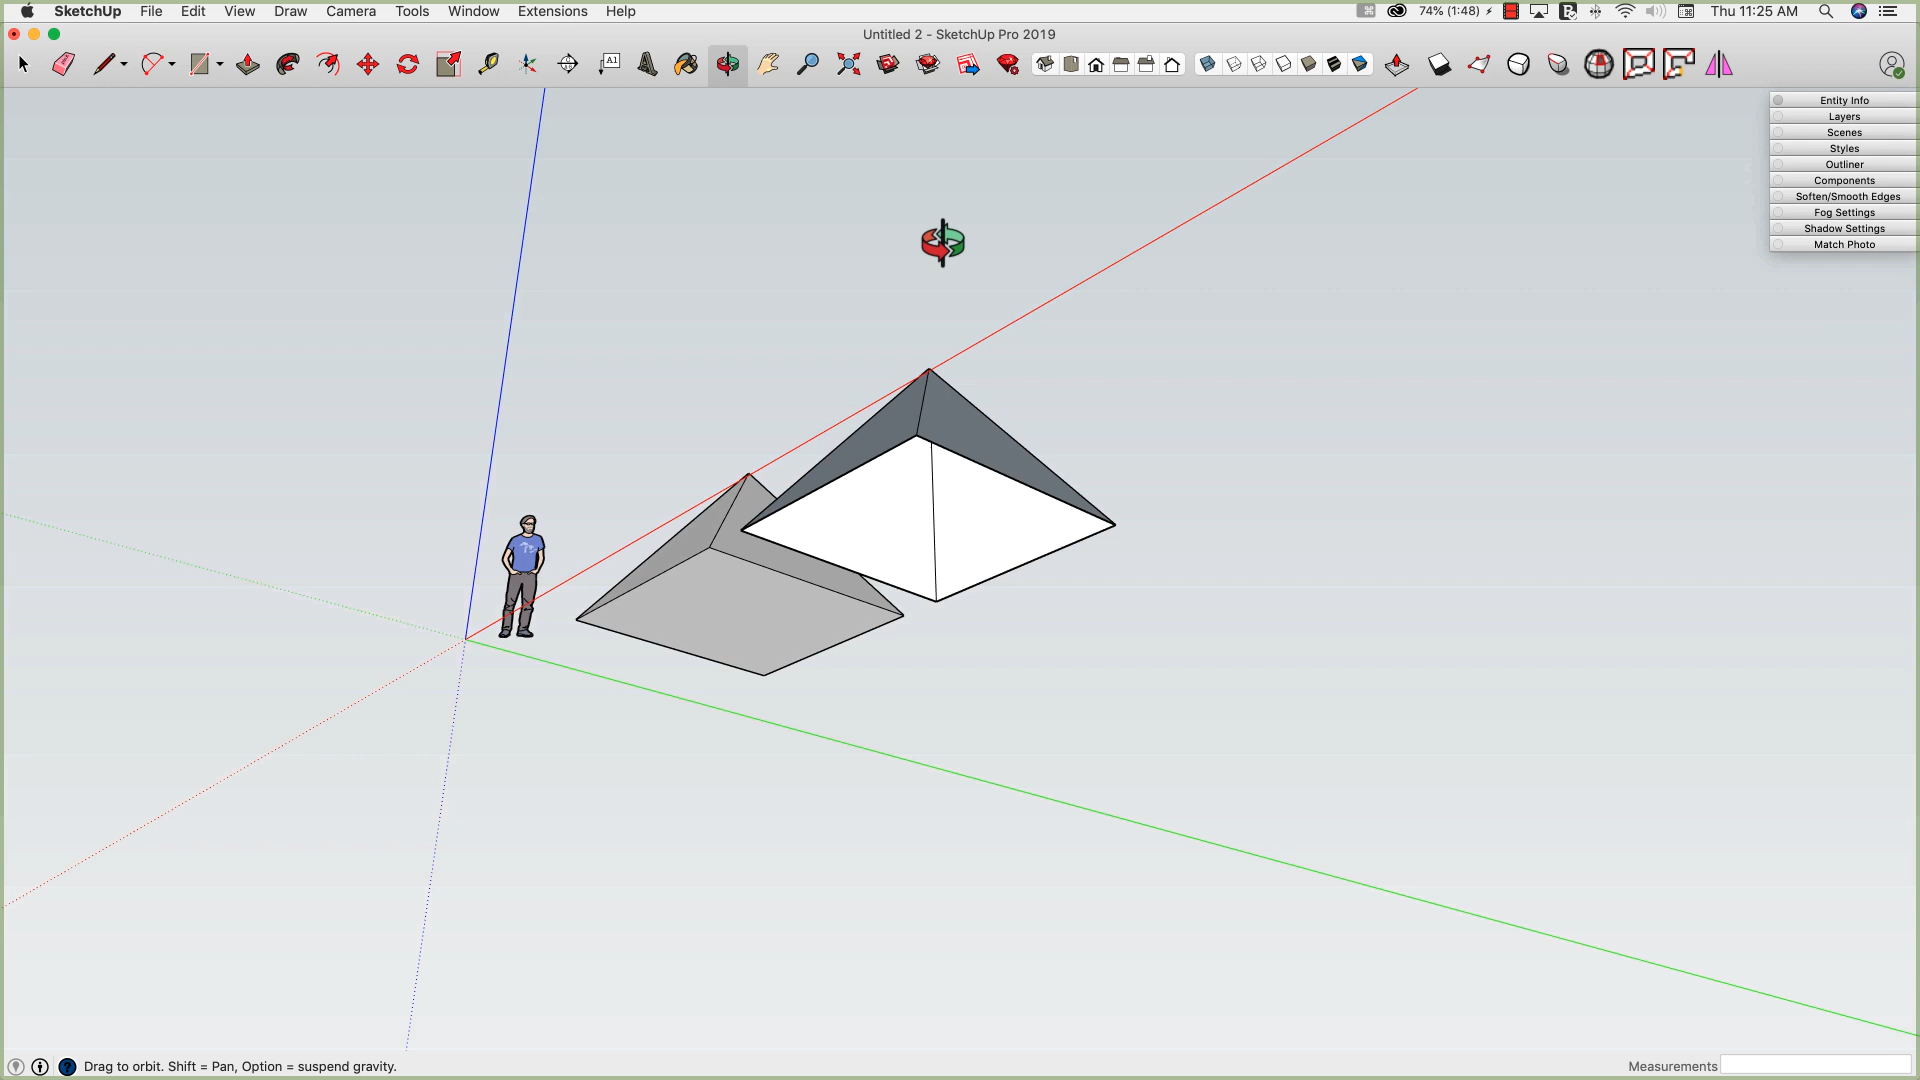 SketchUp File Edit View Draw Camera Tools Window Extensions Help 74% (1:48) Thu 11:25 AM
Untitled 2 - SketchUp Pro 2019
A1
Entity Info
Layers
Scenes
Styles
Outliner
Components
Soften/Smooth Edges
Fog Settings
Shadow Settings
Match Photo
Drag to orbit. Shift = Pan, Option = suspend gravity.
Measurements